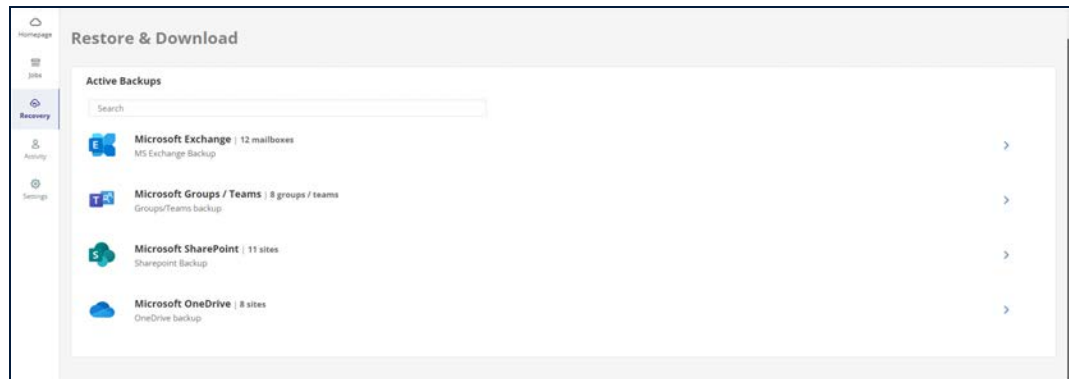 Homepage
Jobs
Recovery
Activity
Settings
Restore & Download
Active Backups
Search
Microsoft Exchange | 12 mailboxes
MS Exchange Backup
Microsoft Groups / Teams | 8 groups / teams
Groups/Teams backup
Microsoft SharePoint | 11 sites
Sharepoint Backup
Microsoft OneDrive | 8 sites
OneDrive backup